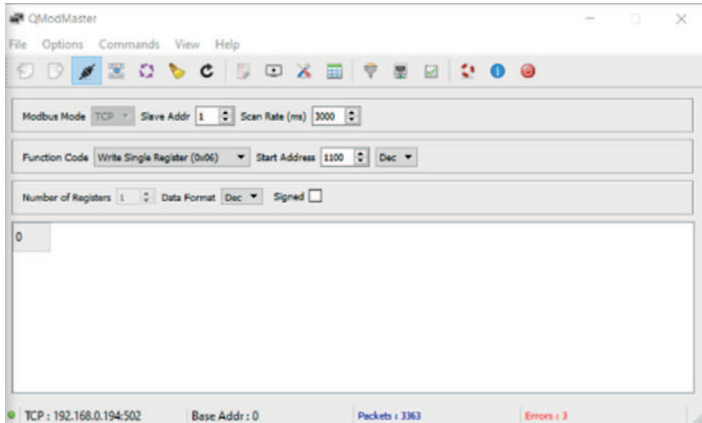 QModMaster
File Options Commands View Help
Modbus Mode TCP Slave Addr 1 Scan Rate (ms) 3000
Function Code Write Single Register (0x06) Start Address 1100 Dec
Number of Registers 1 Data Format Dec Signed
0
TCP : 192.168.0.194:502 Base Addr : 0 Packets : 3363 Errors : 3